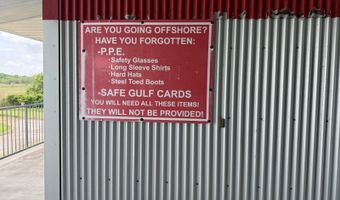 ARE YOU GOING OFFSHORE?
HAVE YOU FORGOTTEN:
-P.P.E.
·Safety Glasses
·Long Sleeve Shirts
·Hard Hats
·Steel Toed Boots
-SAFE GULF CARDS
YOU WILL NEED ALL THESE ITEMS!
THEY WILL NOT BE PROVIDED!